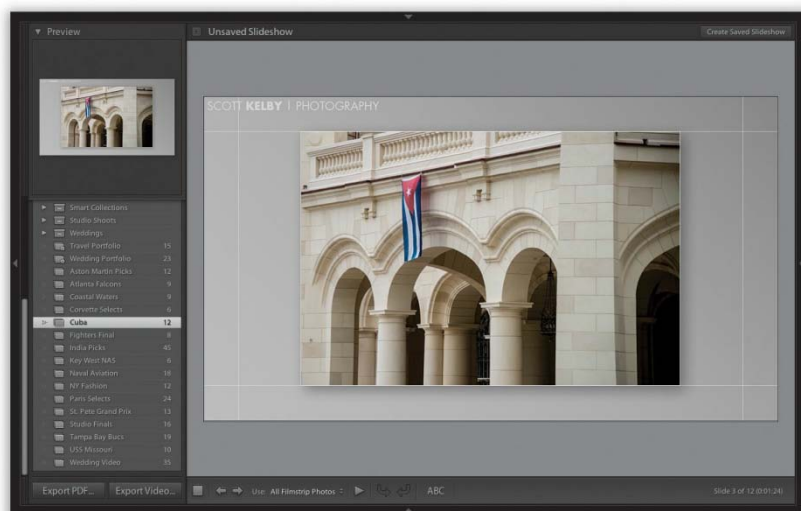 Preview
Unsaved Slideshow
Create Saved Slideshow
SCOTT KELBY | PHOTOGRAPHY
Smart Collections
Studio Shoots
Weddings
Travel Portfolio 15
Wedding Portfolio 23
Aston Martin Picks 12
Atlanta Falcons 9
Coastal Waters 9
Corvette Selects 6
Cuba 12
Fighters Final 8
India Picks 45
Key West NAS 6
Naval Aviation 18
NY Fashion 12
Paris Selects 24
St. Pete Grand Prix 13
Studio Finals 16
Tampa Bay Bucs 19
USS Missouri 10
Wedding Video 35
Export PDF... Export Video...
Use: All Filmstrip Photos
ABC
Slide 3 of 12 (0:01:24)